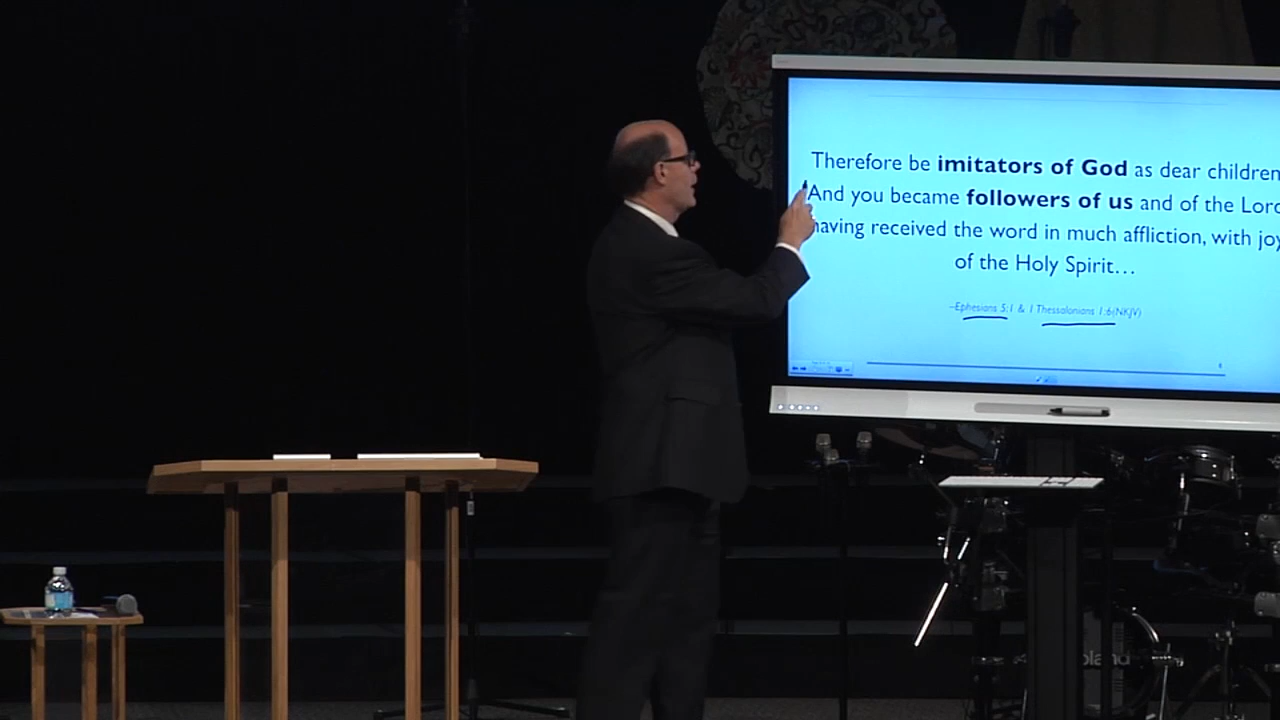 Therefore be imitators of God as dear children
And you became followers of us and of the Lord
having received the word in much affliction, with joy
of the Holy Spirit...
–Ephesians 5:1 & 1 Thessalonians 1:6(NKJV)